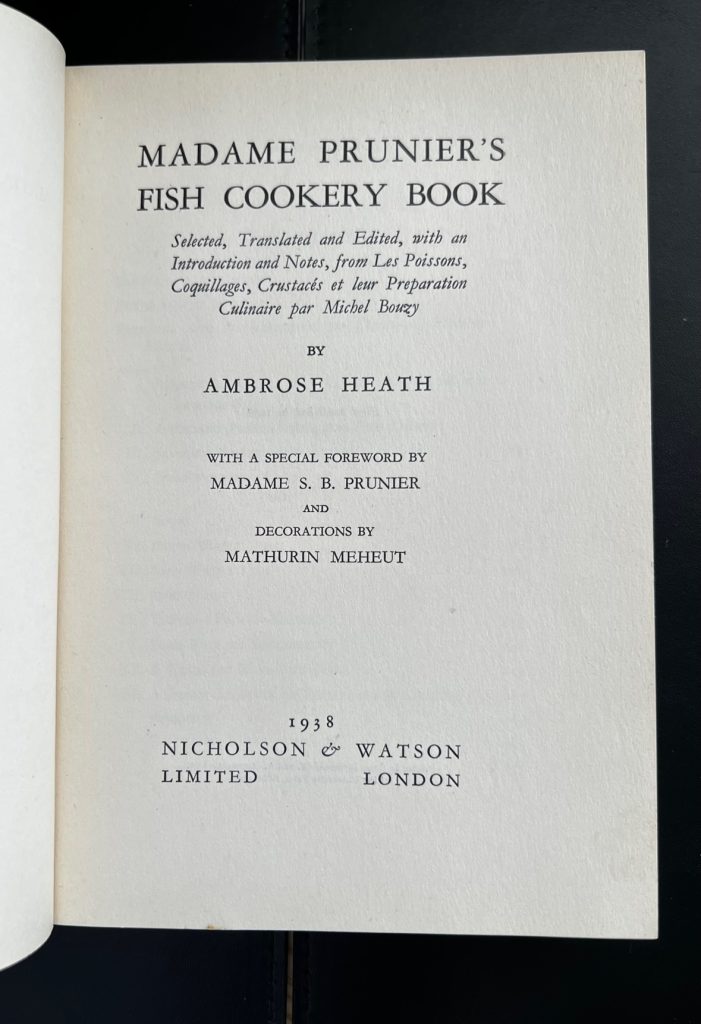 MADAME PRUNIER'S
FISH COOKERY BOOK
Selected, Translated and Edited, with an
Introduction and Notes, from Les Poissons,
Coquillages, Crustacés et leur Preparation
Culinaire par Michel Bouzy
BY
AMBROSE HEATH
WITH A SPECIAL FOREWORD BY
MADAME S. B. PRUNIER
AND
DECORATIONS BY
MATHURIN MEHEUT
1938
NICHOLSON & WATSON
LIMITED LONDON